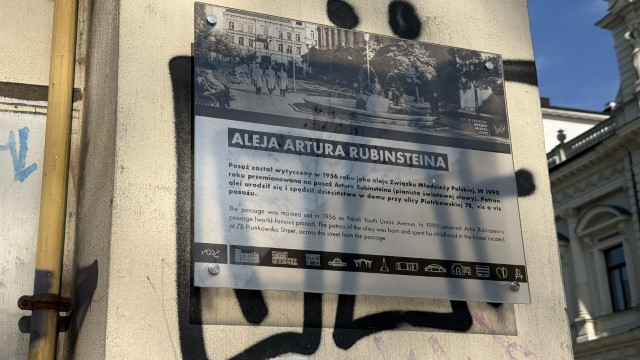 ALEJA ARTURA RUBINSTEINA
Pasaż został wytyczony w 1956 roku jako aleja Związku Młodzieży Polskiej. W 1990
roku przemianowana na pasaż Artura Rubinsteina (pianista światowej sławy). Patron
alei urodził się i spędził dzieciństwo w domu przy ulicy Piotrkowskiej 78, vis a vis
pasażu.
The passage was marked out in 1956 as Polish Youth Union Avenue. In 1990 renamed Artur Rubinstein's
passage (world-famous pianist). The patron of the alley was born and spent his childhood in the house located
at 78 Piotrkowska Street, across the street from the passage.